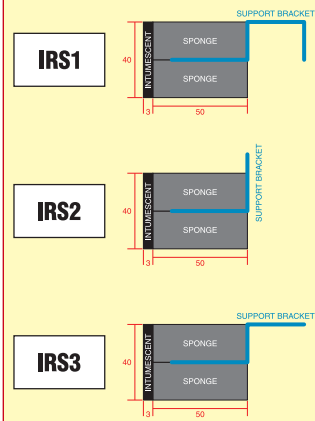 SUPPORT BRACKET
IRS1
40
INTUMESCENT
SPONGE
SPONGE
3
50
IRS2
40
INTUMESCENT
SPONGE
SPONGE
SUPPORT BRACKET
3
50
SUPPORT BRACKET
IRS3
40
INTUMESCENT
SPONGE
SPONGE
3
50